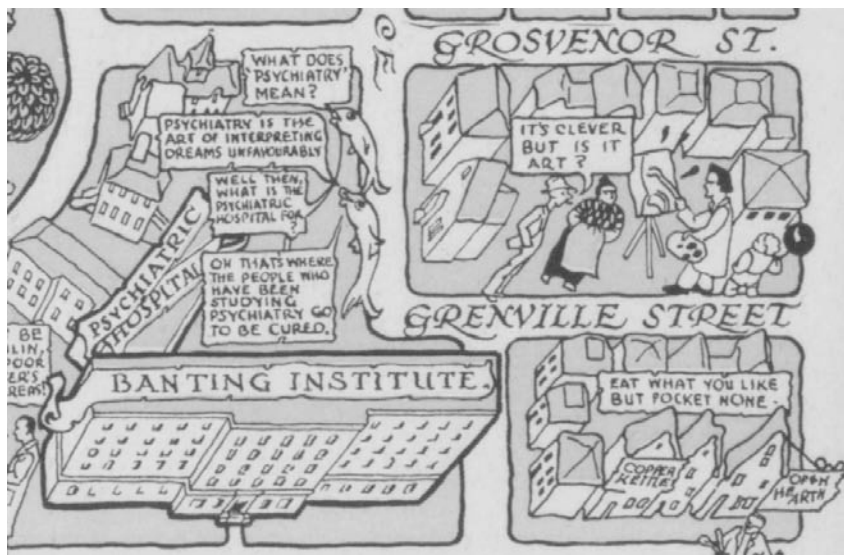 GROSVENOR ST.
WHAT DOES
'PSYCHIATRY'
MEAN?
PSYCHIATRY IS THE
ART OF INTERPRETING
DREAMS UNFAVOURABLY
WELL THEN,
WHAT IS THE
PSYCHIATRIC
HOSPITAL FOR
?
OH THAT'S WHERE
THE PEOPLE WHO
HAVE BEEN
STUDYING
PSYCHIATRY GO
TO BE CURED.
PSYCHIATRIC
HOSPITAL
IT'S CLEVER
BUT IS IT
ART?
GRENVILLE STREET
BE
LIN,
POOR
ER'S
REAS!
BANTING INSTITUTE.
EAT WHAT YOU LIKE
BUT POCKET NONE.
COPPER
KETTLE
OPEN
HEARTH